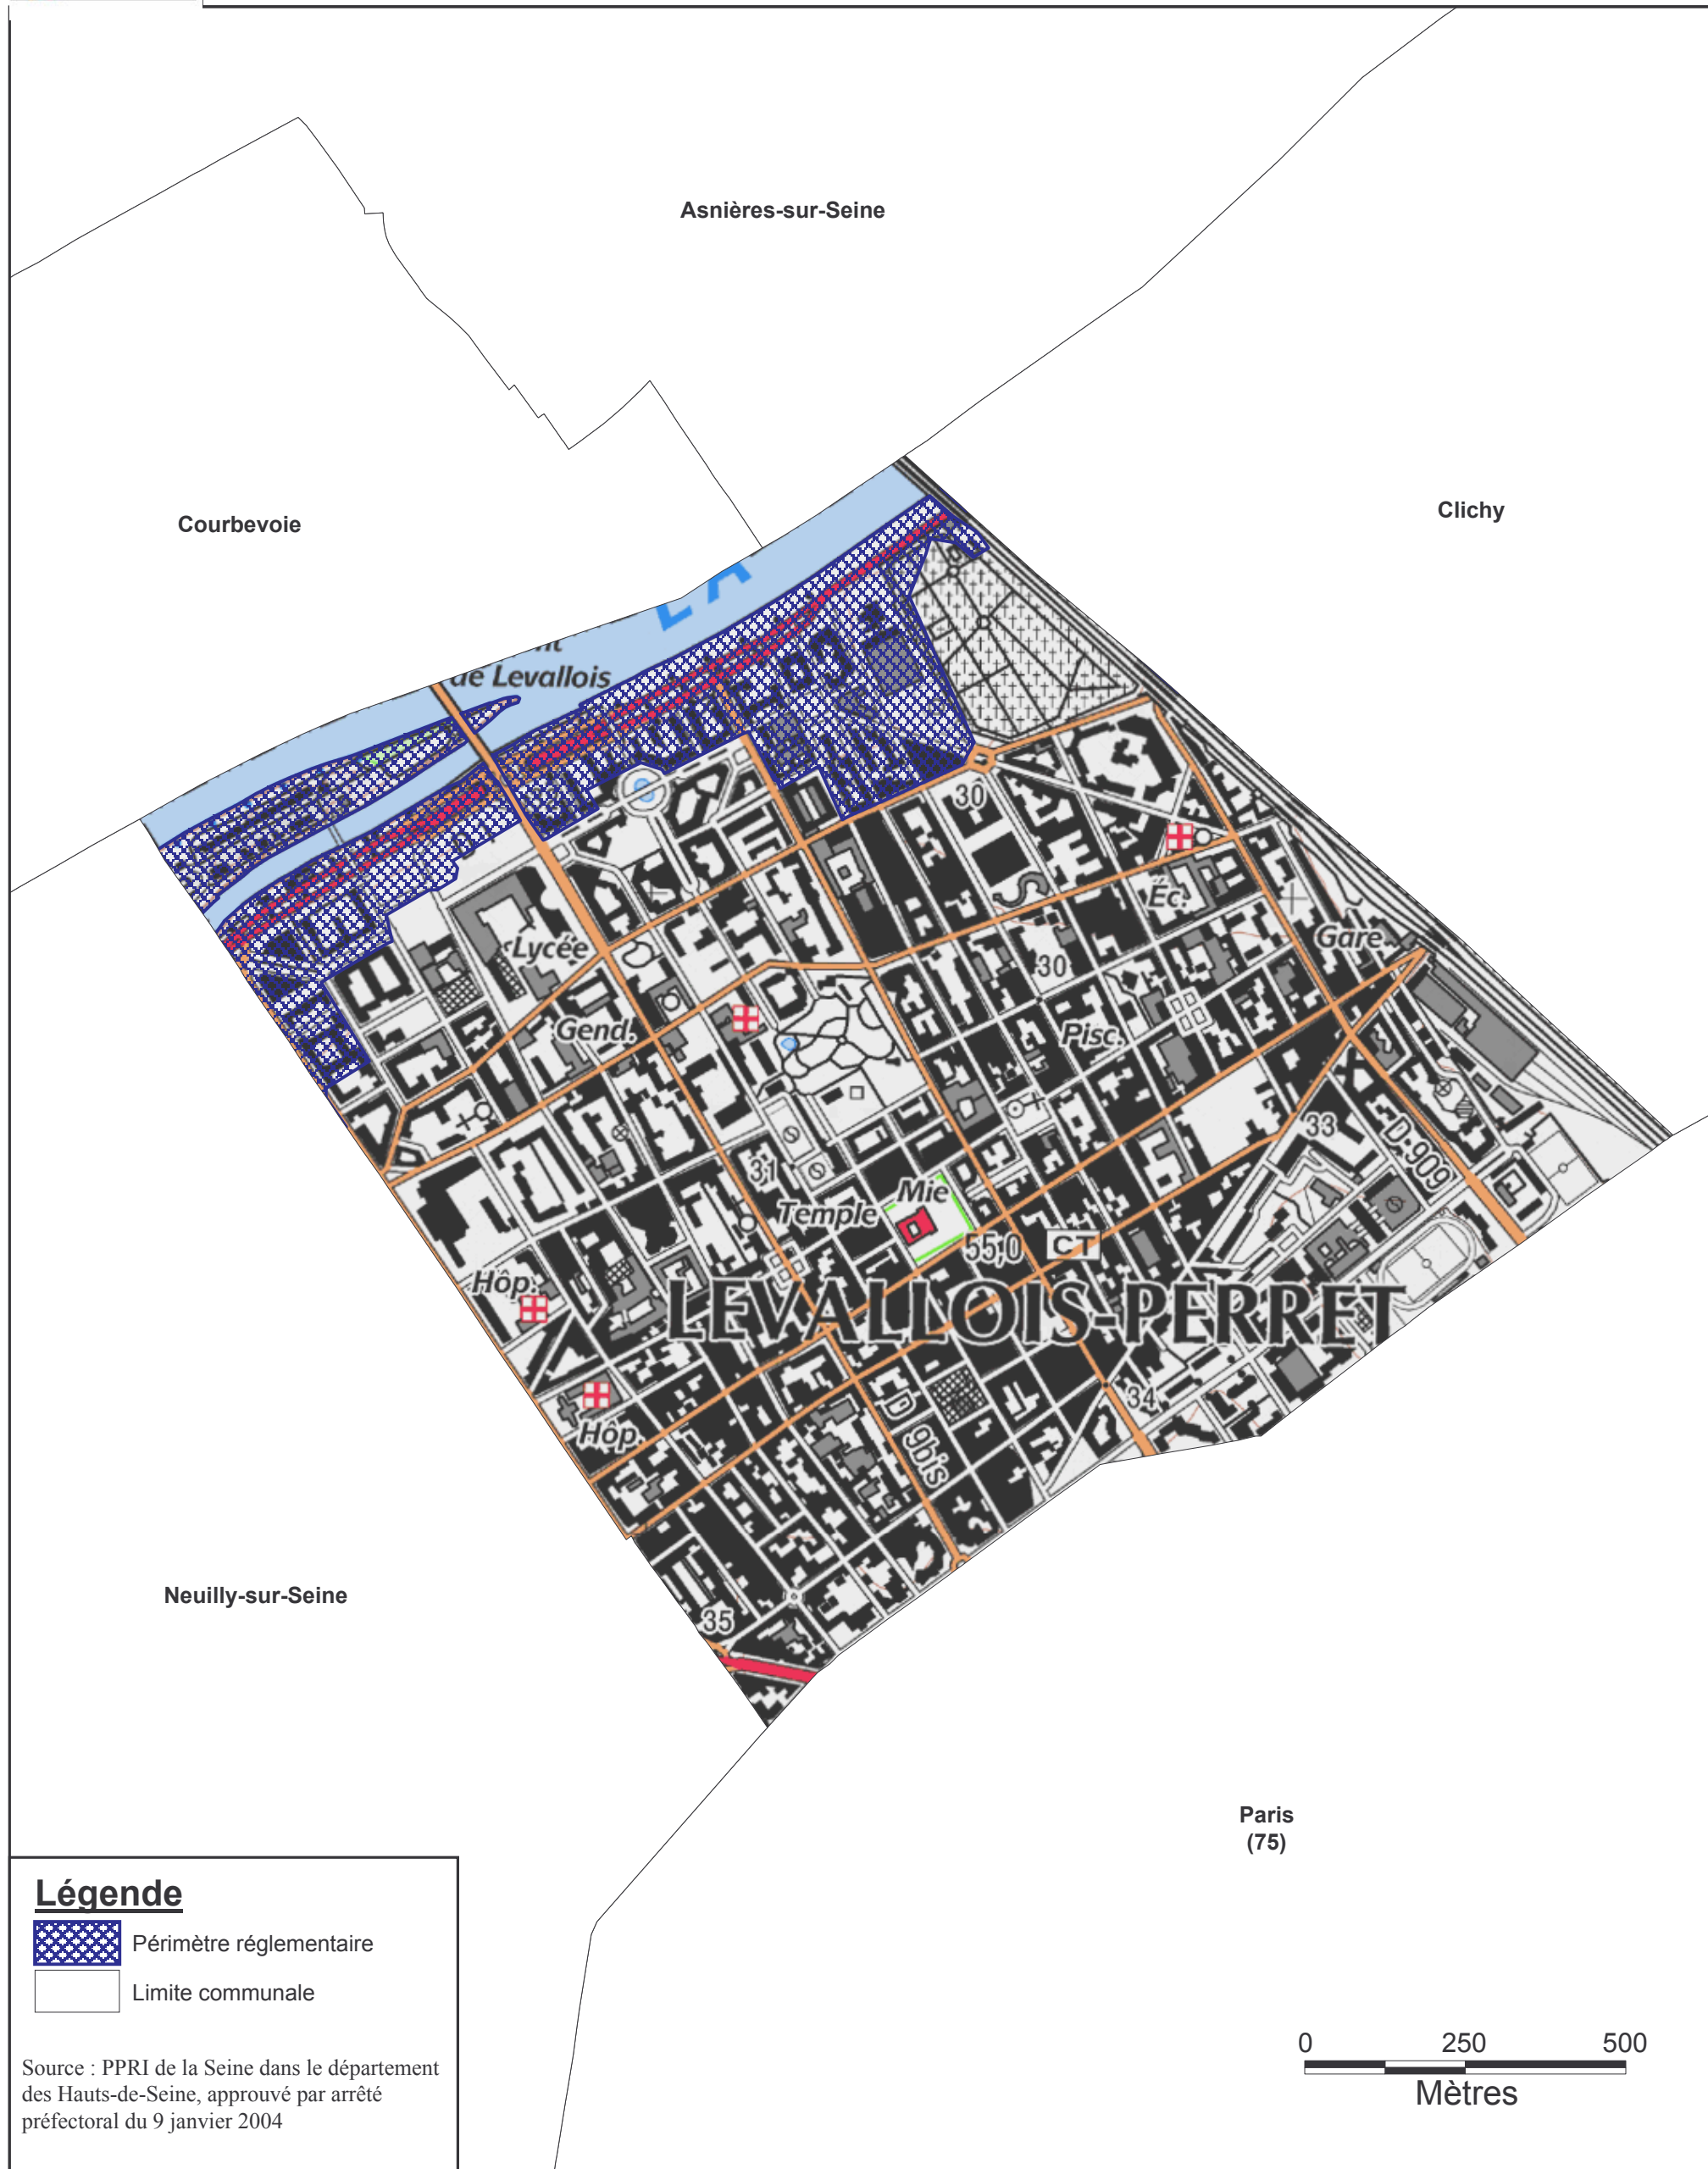 Asnières-sur-Seine
Courbevoie
Clichy
LA
de Levallois
30
Éc.
Lycée
Gare
30
Gend.
Pisc.
33
D 909
31
Mie
Temple
55,0
CT
Hôp.
LEVALLOIS-PERRET
34
D 9bis
Hôp.
Neuilly-sur-Seine
35
Paris
(75)
Légende
Périmètre réglementaire
Limite communale
Source : PPRI de la Seine dans le département
des Hauts-de-Seine, approuvé par arrêté
préfectoral du 9 janvier 2004
0 250 500
Mètres